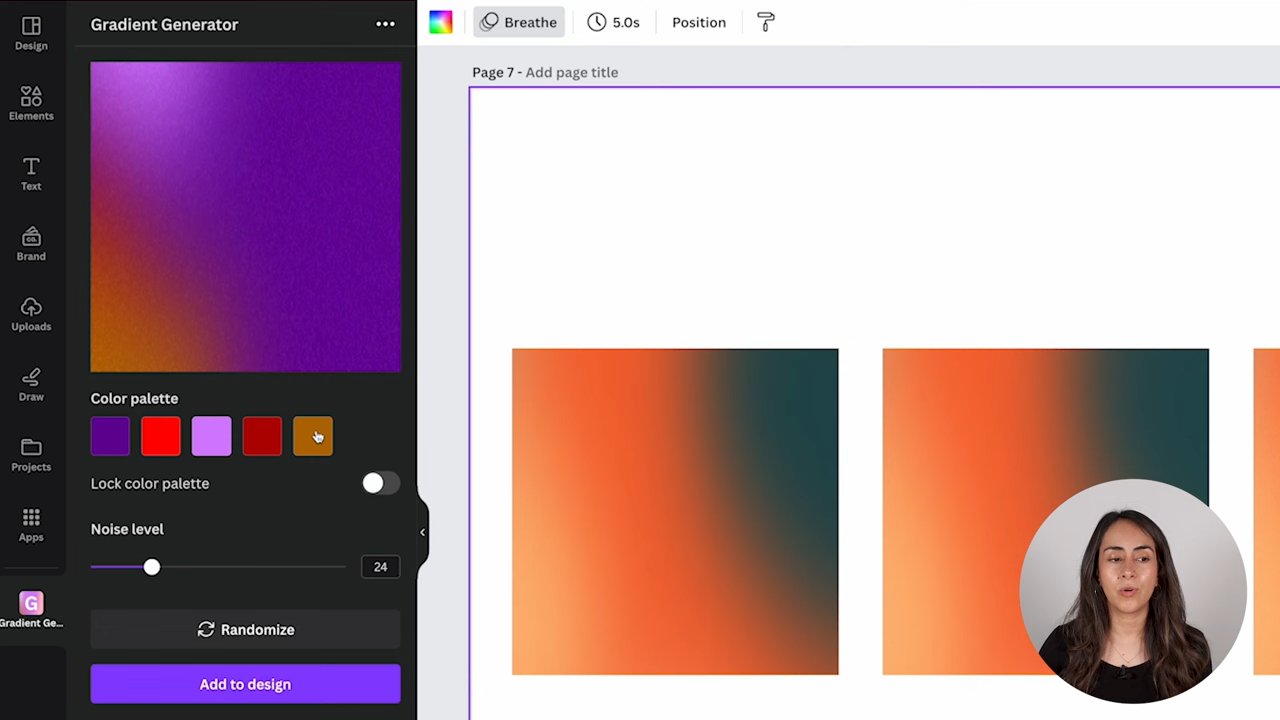 Design
Elements
Text
Brand
CO.
Uploads
Draw
Projects
Apps
G
Gradient Ge...
Gradient Generator
Color palette
Lock color palette
Noise level
24
Randomize
Add to design
Breathe
5.0s
Position
Page 7 - Add page title